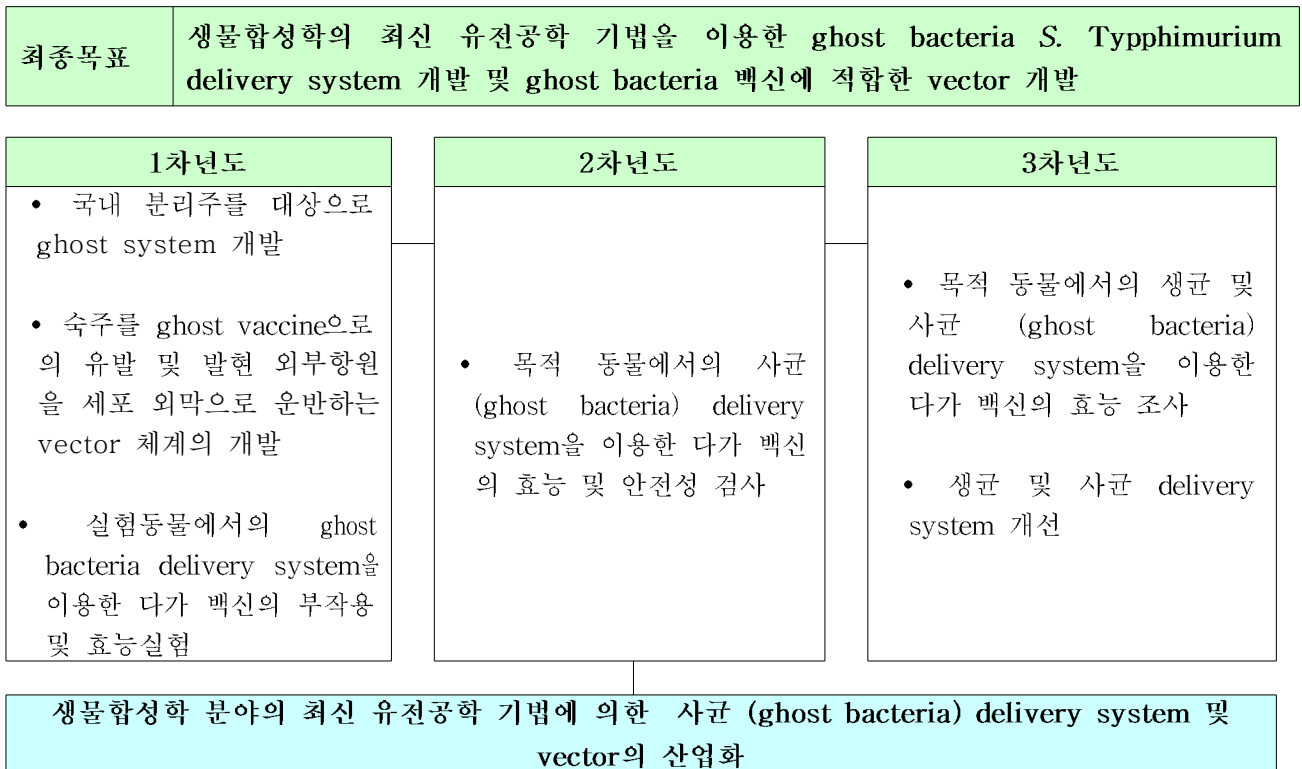 최종목표
생물합성학의 최신 유전공학 기법을 이용한 ghost bacteria S. Typphimurium
delivery system 개발 및 ghost bacteria 백신에 적합한 vector 개발
1차년도
• 국내 분리주를 대상으로
ghost system 개발
• 숙주를 ghost vaccine으로
의 유발 및 발현 외부항원
을 세포 외막으로 운반하는
vector 체계의 개발
• 실험동물에서의 ghost
bacteria delivery system을
이용한 다가 백신의 부작용
및 효능실험
2차년도
• 목적 동물에서의 사균
(ghost bacteria) delivery
system을 이용한 다가 백신
의 효능 및 안전성 검사
3차년도
• 목적 동물에서의 생균 및
사균 (ghost bacteria)
delivery system을 이용한
다가 백신의 효능 조사
• 생균 및 사균 delivery
system 개선
생물합성학 분야의 최신 유전공학 기법에 의한 사균 (ghost bacteria) delivery system 및
vector의 산업화